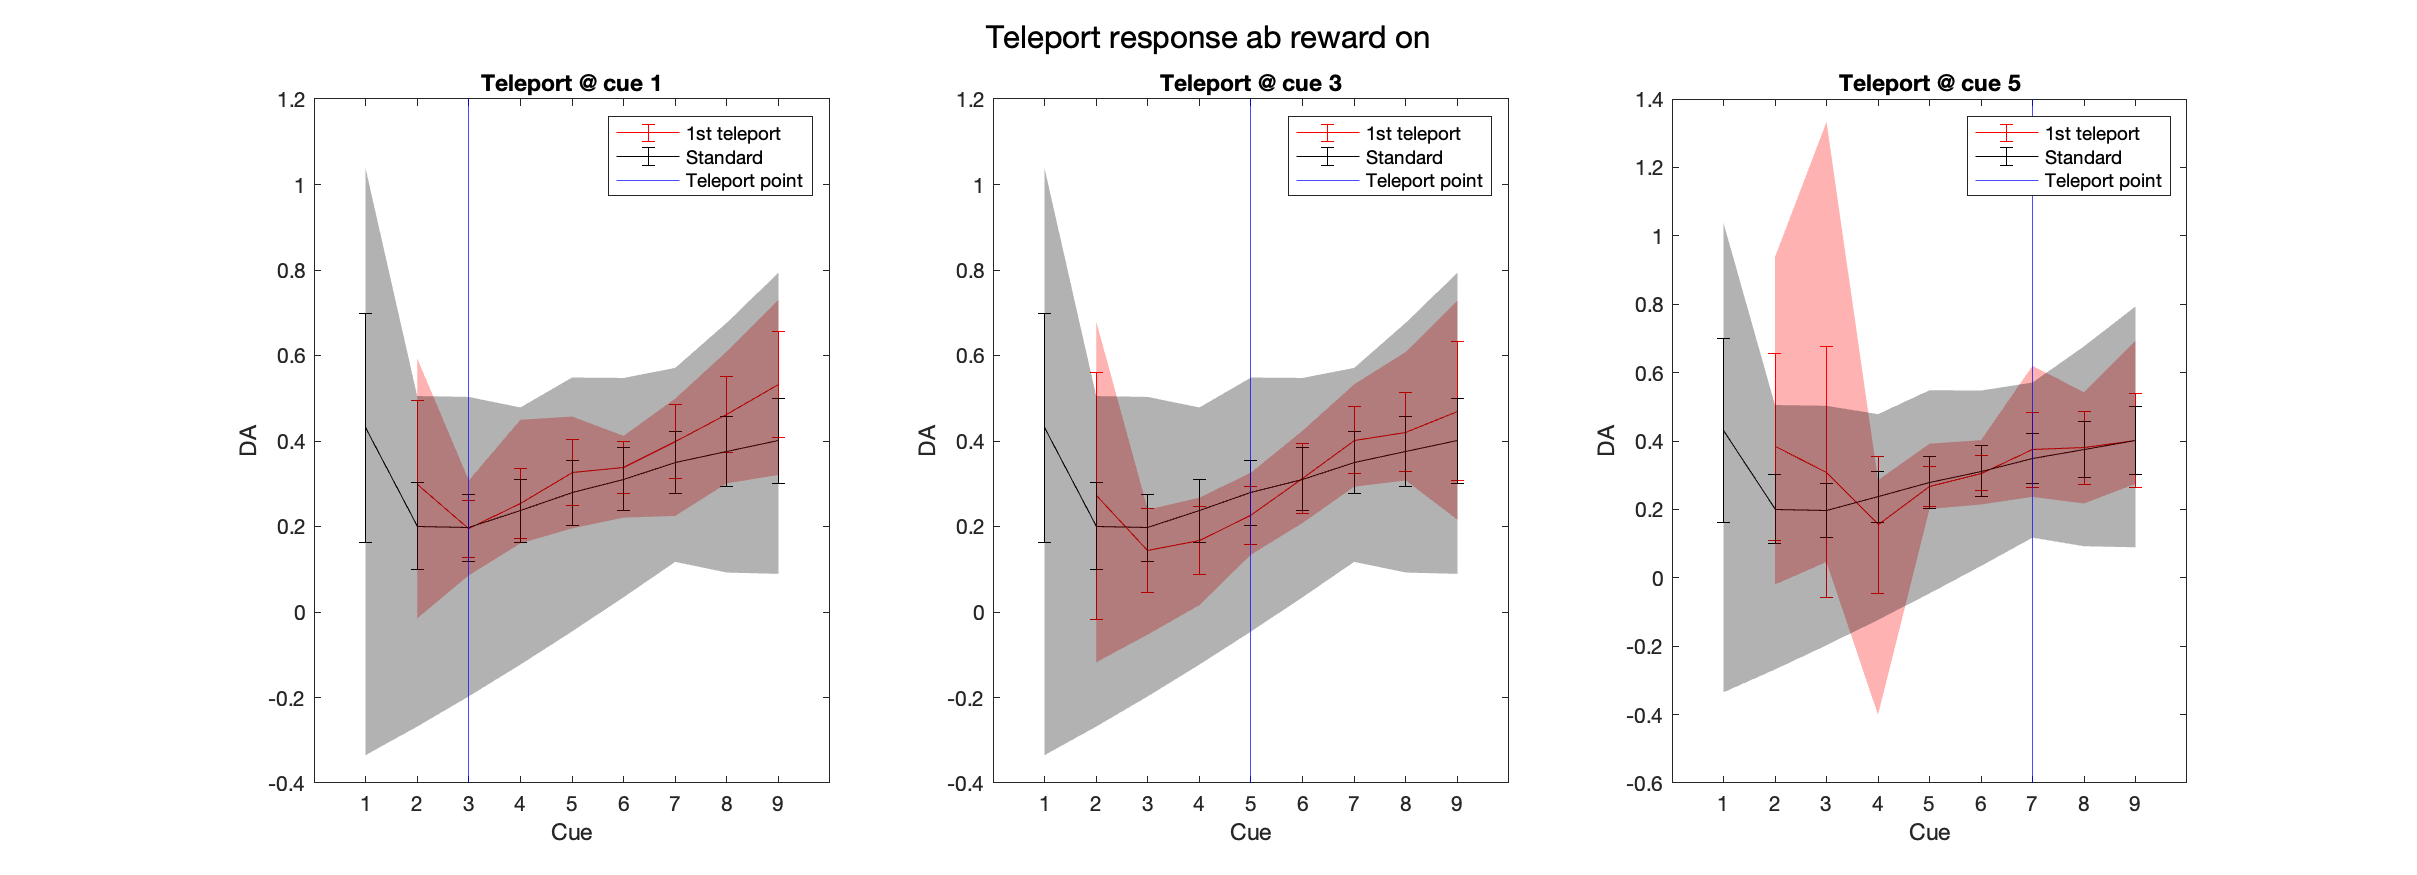 Teleport response ab reward on
Teleport @ cue 1
1.2
1
0.8
0.6
0.4
0.2
0
-0.2
-0.4
DA
1st teleport
Standard
Teleport point
1 2 3 4 5 6 7 8 9
Cue
Teleport @ cue 3
1.2
1
0.8
0.6
0.4
0.2
0
-0.2
-0.4
DA
1st teleport
Standard
Teleport point
1 2 3 4 5 6 7 8 9
Cue
Teleport @ cue 5
1.4
1.2
1
0.8
0.6
0.4
0.2
0
-0.2
-0.4
-0.6
DA
1st teleport
Standard
Teleport point
1 2 3 4 5 6 7 8 9
Cue